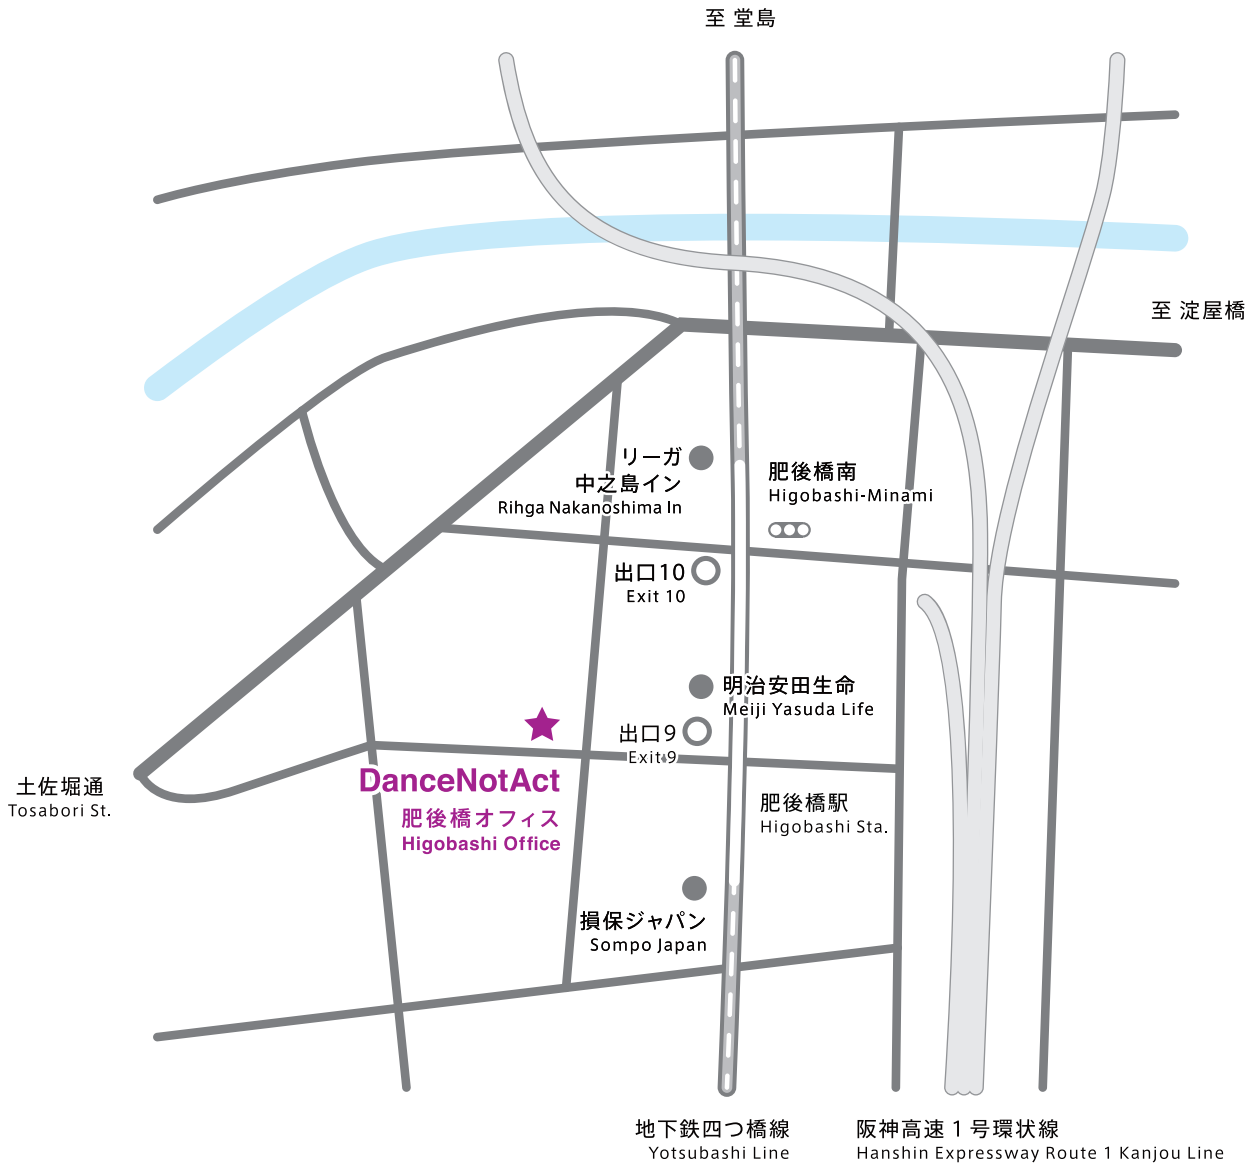 至 堂島
至 淀屋橋
リーガ
中之島イン
Rihga Nakanoshima In
肥後橋南
Higobashi-Minami
出口10
Exit 10
明治安田生命
Meiji Yasuda Life
出口9
Exit 9
DanceNotAct
肥後橋オフィス
Higobashi Office
土佐堀通
Tosabori St.
肥後橋駅
Higobashi Sta.
損保ジャパン
Sompo Japan
地下鉄四つ橋線
Yotsubashi Line
阪神高速 1 号環状線
Hanshin Expressway Route 1 Kanjou Line